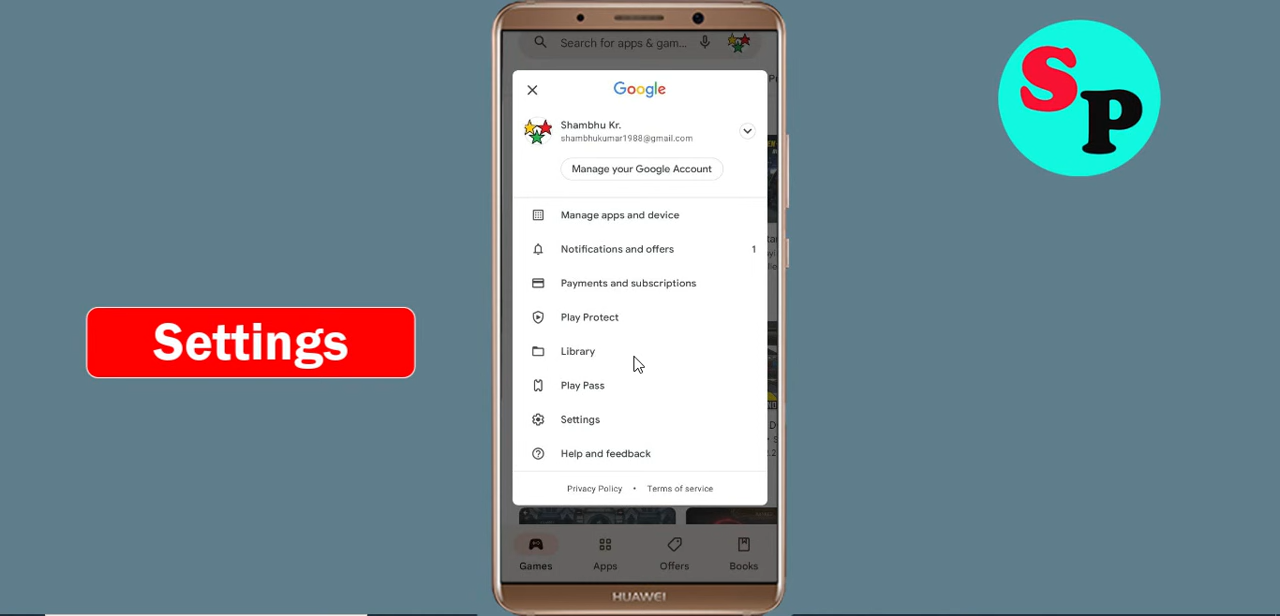 Search for apps & gam...
Google
Shambhu Kr.
shambhukumar1988@gmail.com
Manage your Google Account
Manage apps and device
Notifications and offers 1
Payments and subscriptions
Play Protect
Library
Play Pass
Settings
Help and feedback
Privacy Policy • Terms of service
Games Apps Offers Books
HUAWEI
Settings
SP